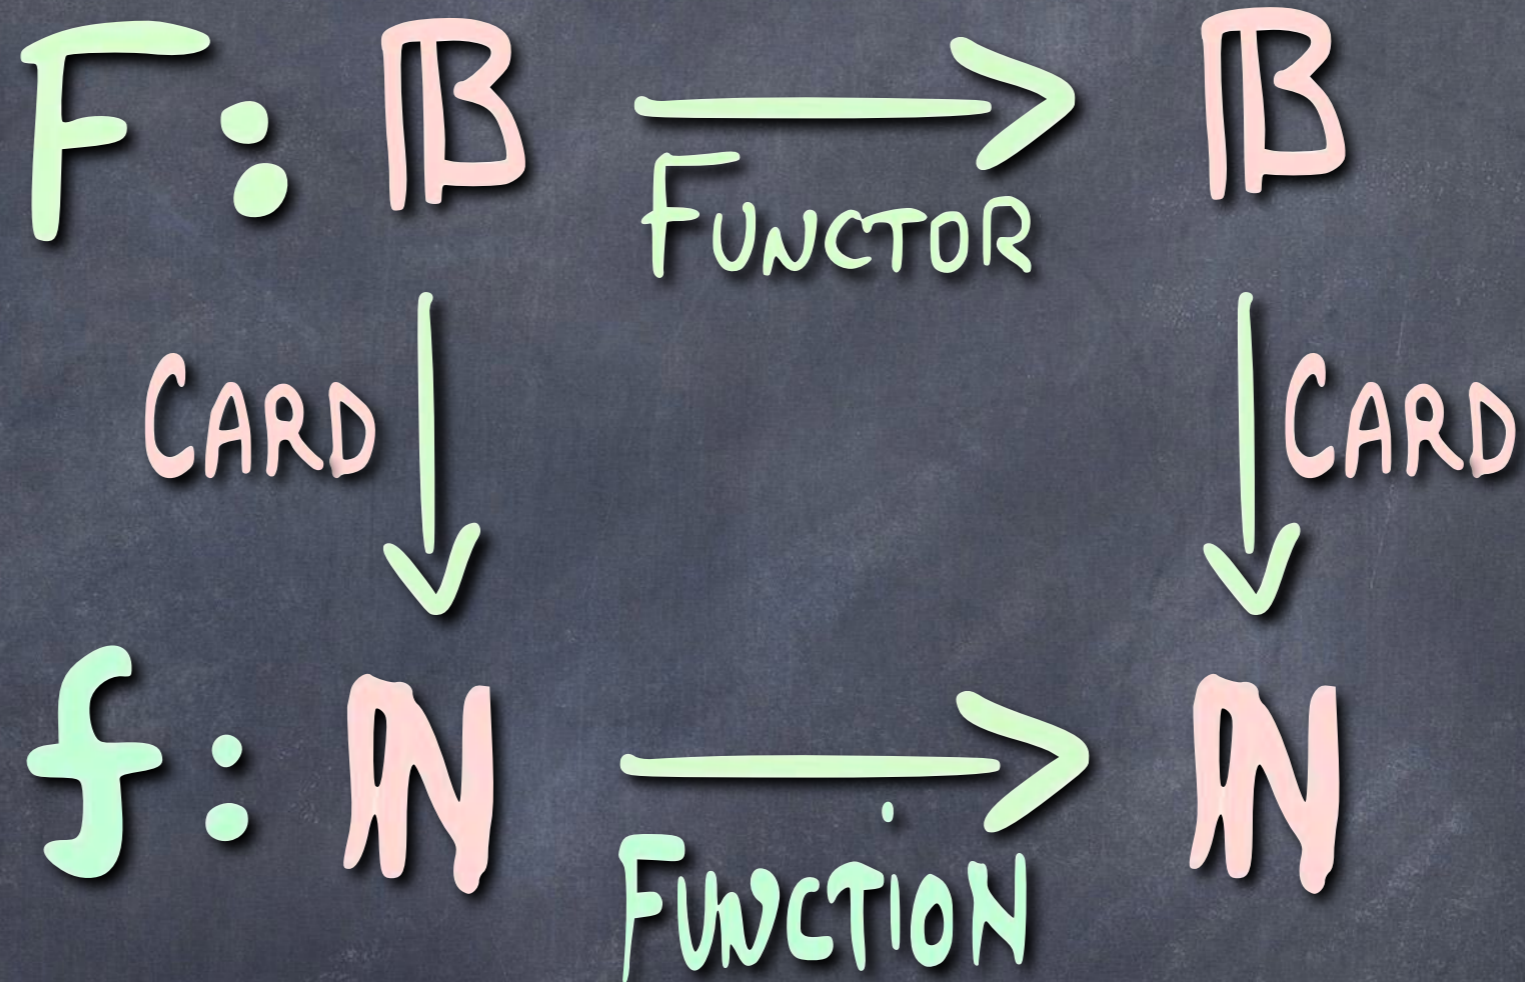 F: 𝔹 → 𝔹
FUNCTOR
CARD ↓ ↓ CARD
f: ℕ → ℕ
FUNCTION